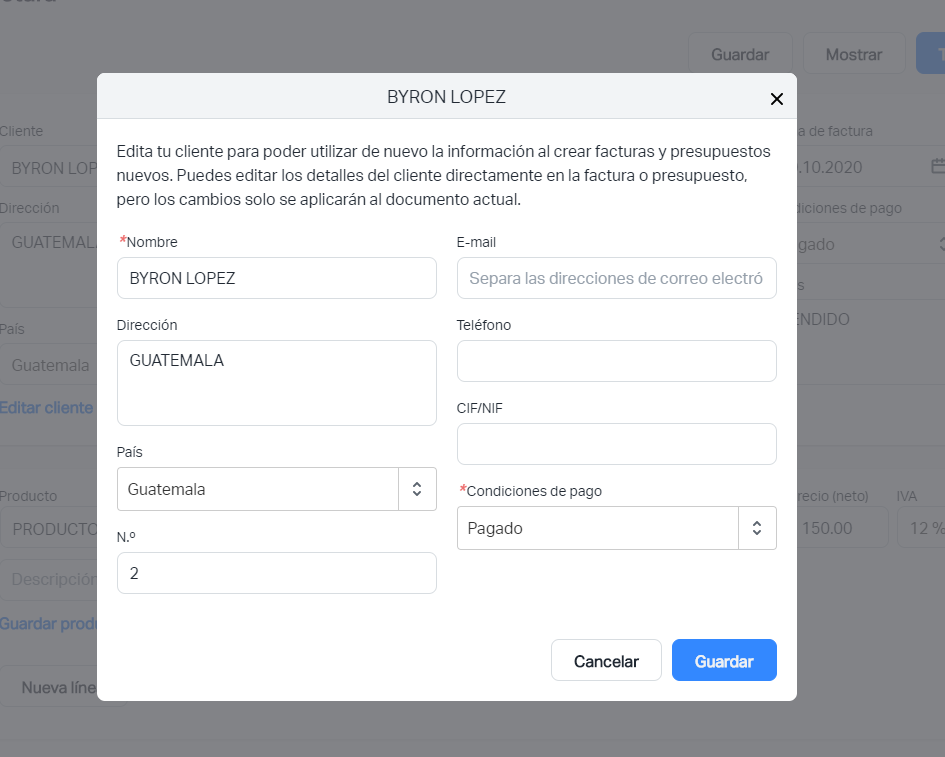 Guardar
Mostrar
BYRON LOPEZ
Edita tu cliente para poder utilizar de nuevo la información al crear facturas y presupuestos
nuevos. Puedes editar los detalles del cliente directamente en la factura o presupuesto,
pero los cambios solo se aplicarán al documento actual.
*Nombre
BYRON LOPEZ
Dirección
GUATEMALA
País
Guatemala
N.º
2
E-mail
Separa las direcciones de correo electró
Teléfono
CIF/NIF
*Condiciones de pago
Pagado
Cancelar
Guardar
Cliente
BYRON LOP
Dirección
GUATEMAL
País
Guatemala
Editar cliente
Producto
PRODUCTO
Descripción
Guardar prod
Nueva líne
a de factura
.10.2020
diciones de pago
gado
s
ENDIDO
recio (neto)
150.00
IVA
12 %